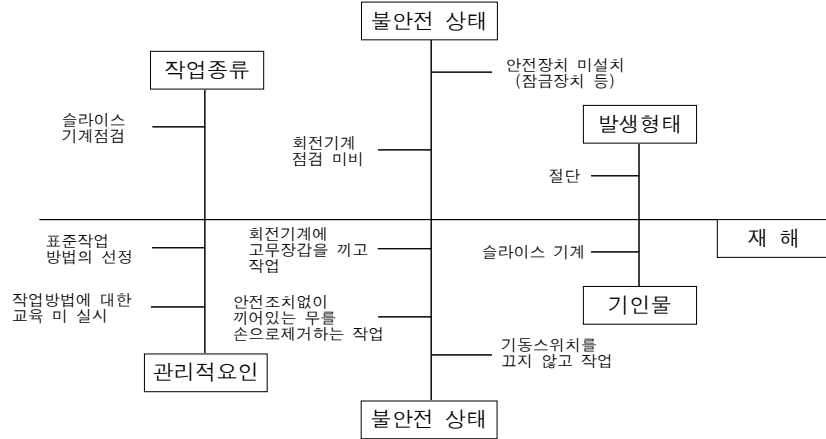 불안전 상태
작업종류
안전장치 미설치
(잠금장치 등)
슬라이스
기계점검
발생형태
회전기계
점검 미비
절단
표준작업
방법의 선정
회전기계에
고무장갑을 끼고
작업
슬라이스 기계
재 해
작업방법에 대한
교육 미 실시
안전조치없이
끼어있는 무를
손으로제거하는 작업
기인물
기동스위치를
끄지 않고 작업
관리적요인
불안전 상태